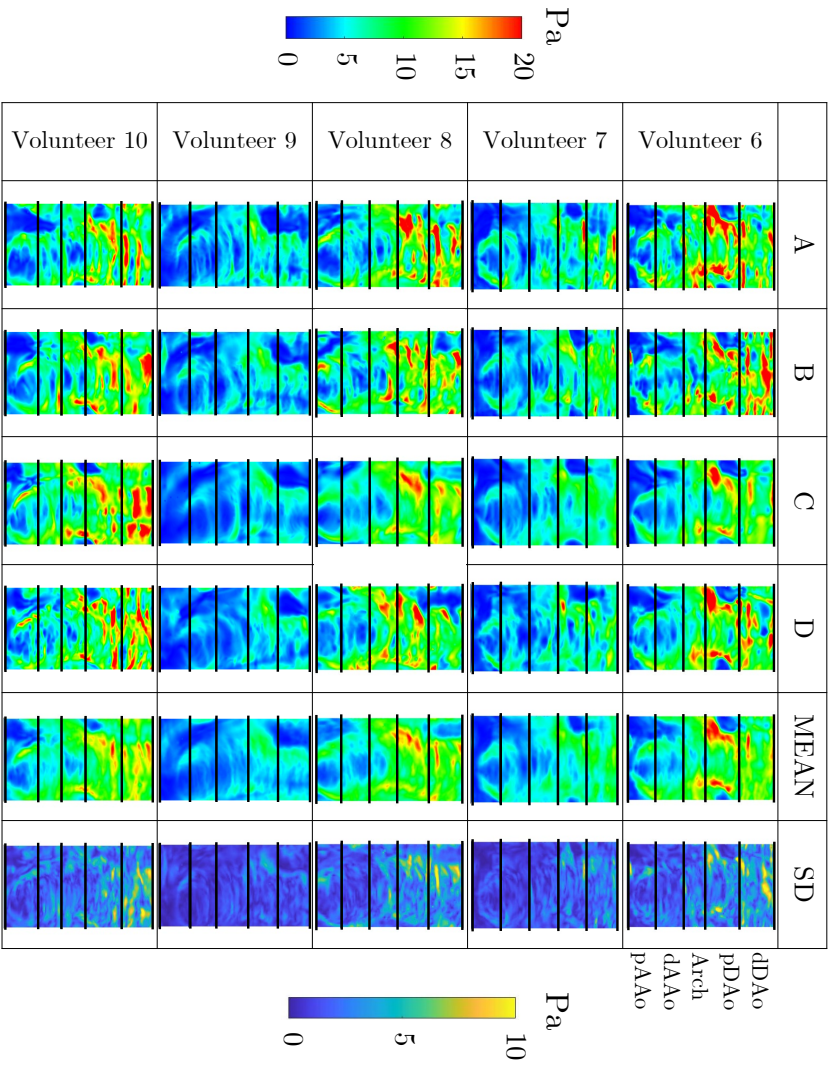 Pa
0 5 10 15 20
Volunteer 10 Volunteer 9 Volunteer 8 Volunteer 7 Volunteer 6
A
B
C
D
MEAN
SD
dDAo
pDAo
Arch
dAAo
pAAo
Pa
0 5 10